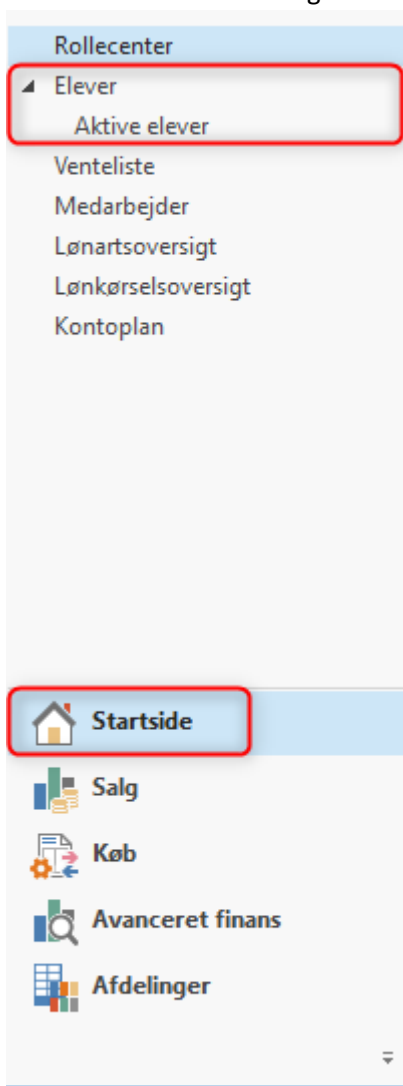 Rollecenter
Elever
Aktive elever
Venteliste
Medarbejder
Lønartsoversigt
Lønkørselsoversigt
Kontoplan
Startside
Salg
Køb
Avanceret finans
Afdelinger